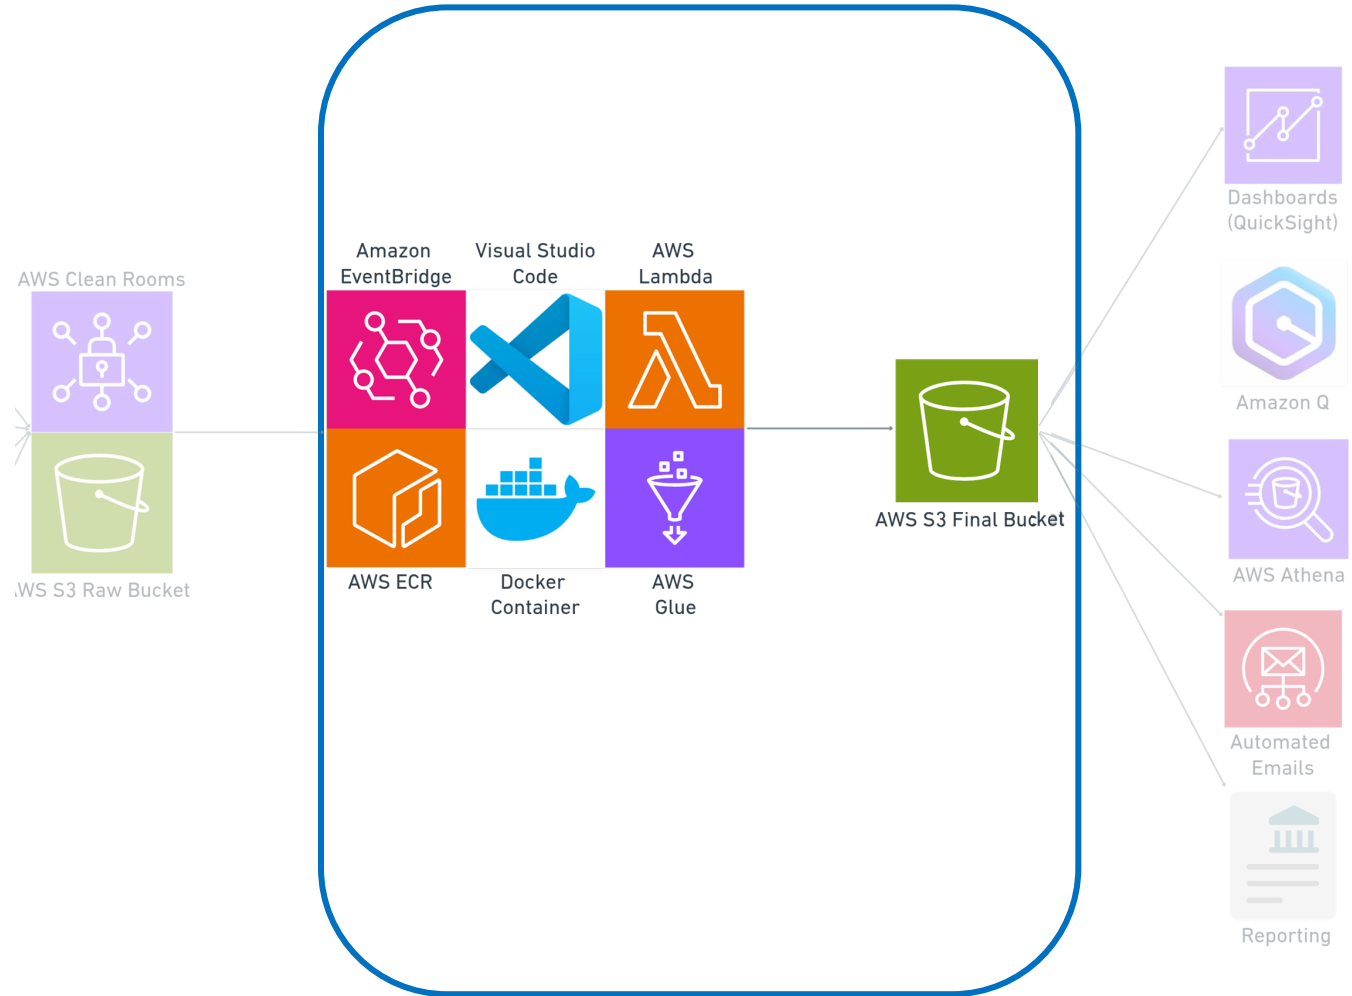 AWS Clean Rooms
WS S3 Raw Bucket
Amazon
EventBridge
Visual Studio
Code
AWS
Lambda
AWS ECR
Docker
Container
AWS
Glue
AWS S3 Final Bucket
Dashboards
(QuickSight)
Amazon Q
AWS Athena
Automated
Emails
Reporting